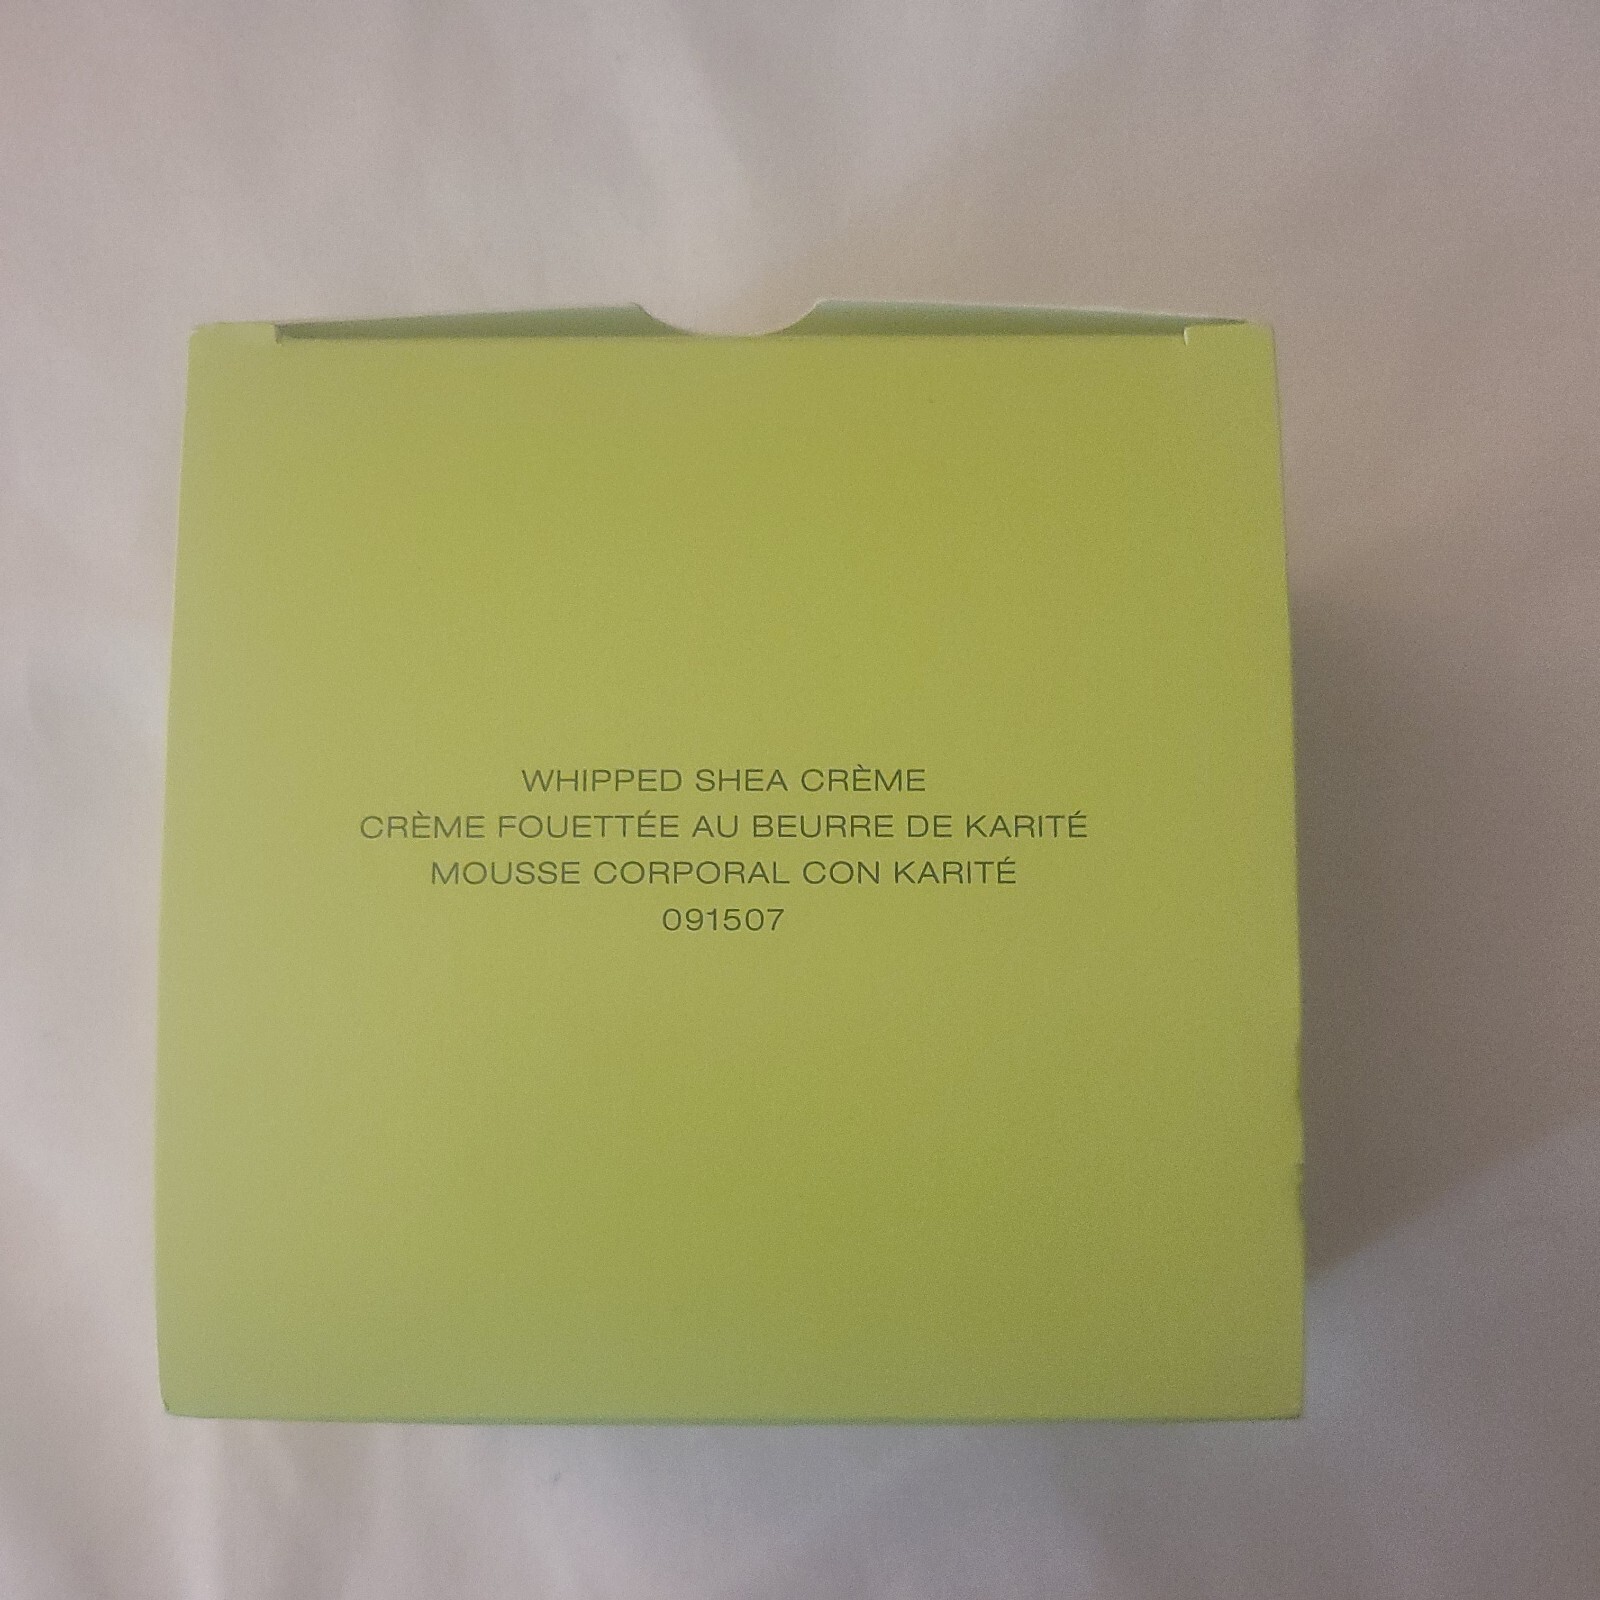 WHIPPED SHEA CRÈME
CRÈME FOUETTÉE AU BEURRE DE KARITÉ
MOUSSE CORPORAL CON KARITÉ
091507